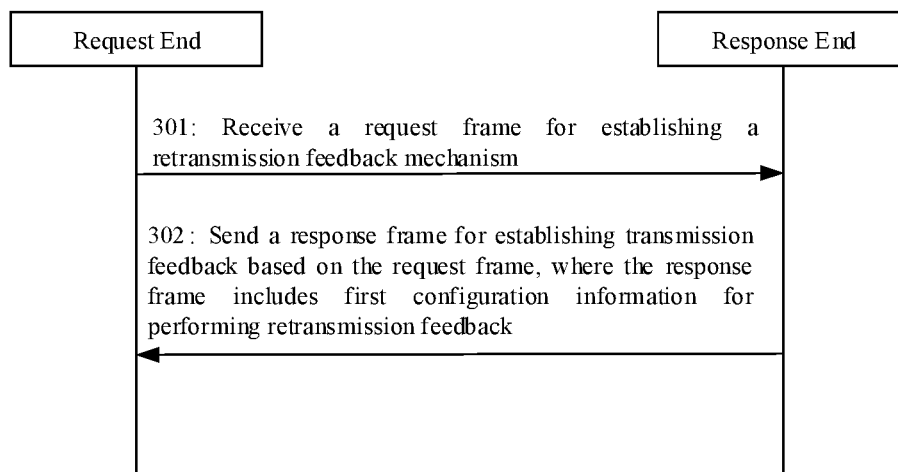 Request End
Response End
301: Receive a request frame for establishing a
retransmission feedback mechanism
302: Send a response frame for establishing transmission
feedback based on the request frame, where the response
frame includes first configuration information for
performing retransmission feedback